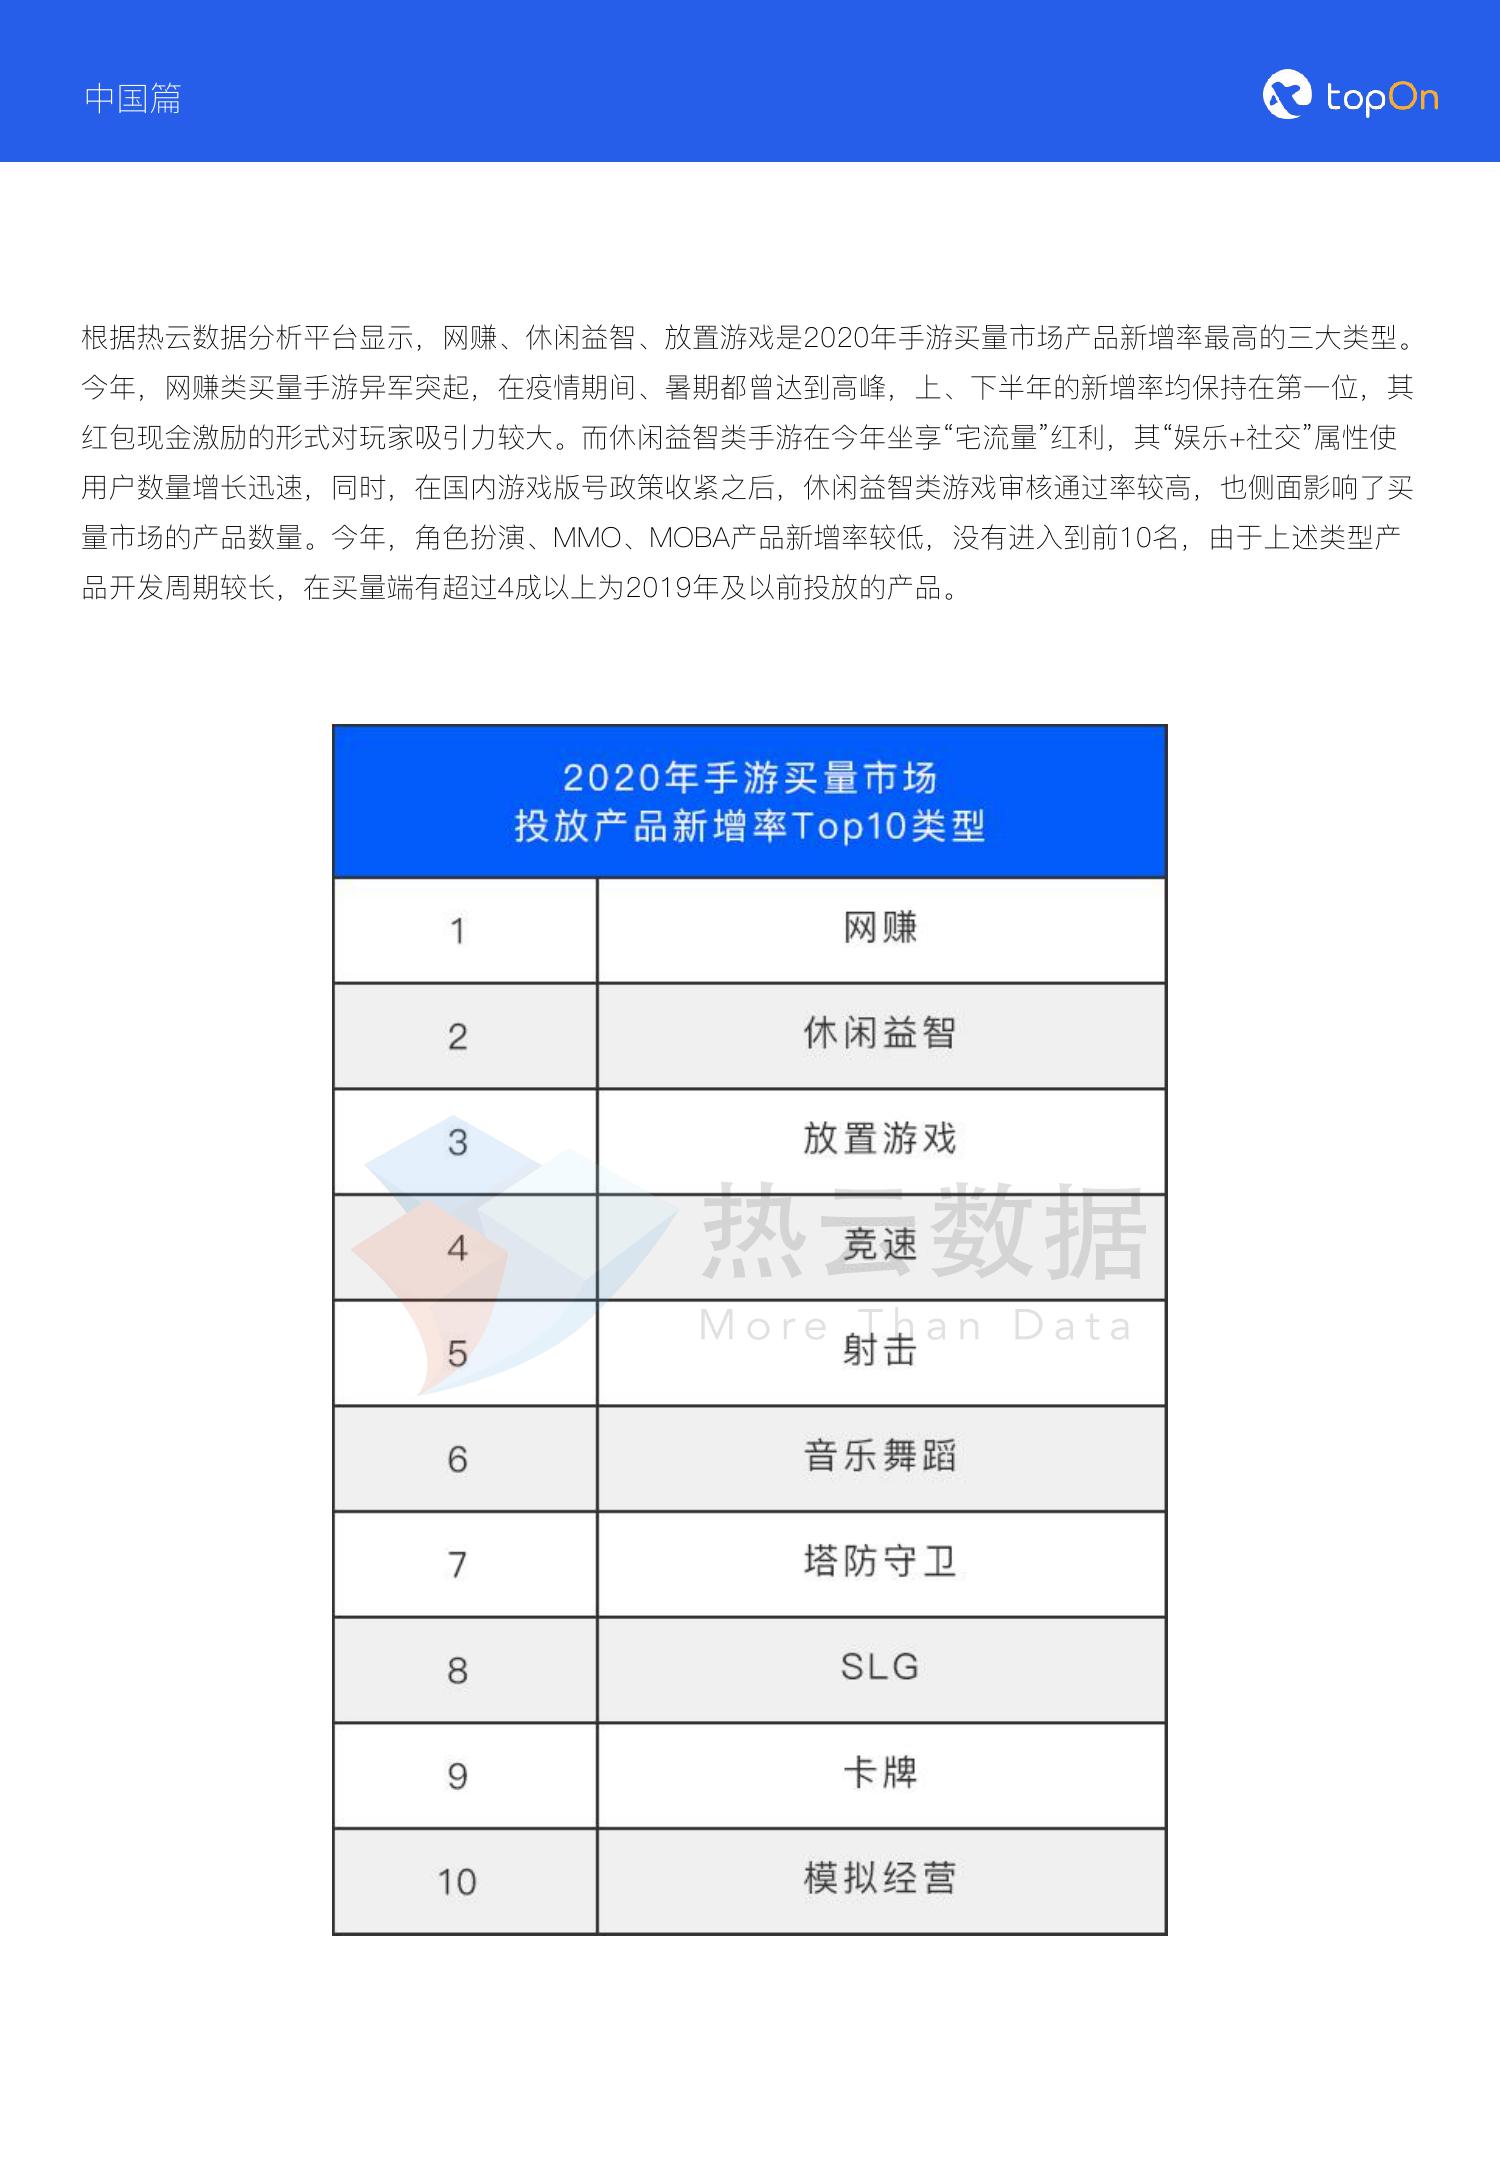 中国篇
topOn
根据热云数据分析平台显示，网赚、休闲益智、放置游戏是2020年手游买量市场产品新增率最高的三大类型。
今年，网赚类买量手游异军突起，在疫情期间、暑期都曾达到高峰，上、下半年的新增率均保持在第一位，其
红包现金激励的形式对玩家吸引力较大。而休闲益智类手游在今年坐享“宅流量”红利，其“娱乐+社交”属性使
用户数量增长迅速，同时，在国内游戏版号政策收紧之后，休闲益智类游戏审核通过率较高，也侧面影响了买
量市场的产品数量。今年，角色扮演、MMO、MOBA产品新增率较低，没有进入到前10名，由于上述类型产
品开发周期较长，在买量端有超过4成以上为2019年及以前投放的产品。
2020年手游买量市场
投放产品新增率Top10类型
1 网赚
2 休闲益智
3 放置游戏
4 竞速
5 射击
6 音乐舞蹈
7 塔防守卫
8 SLG
9 卡牌
10 模拟经营
热云数据
More Than Data